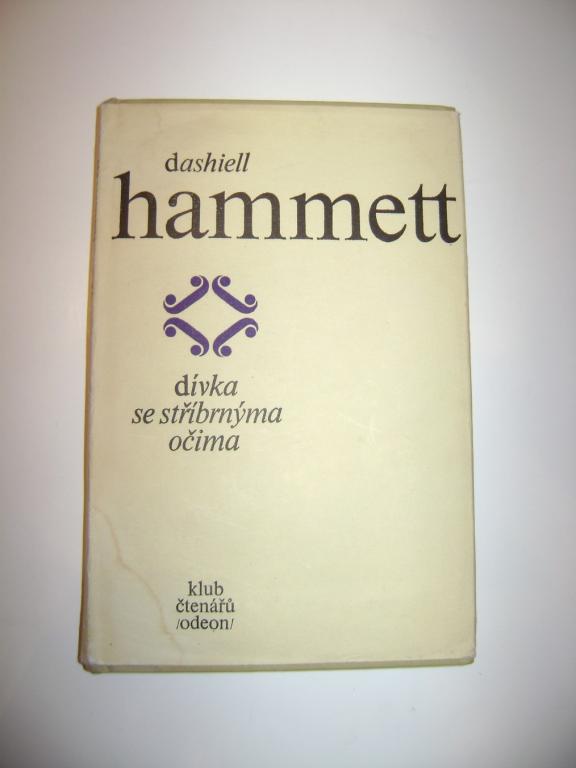 dashiell
hammett
dívka
se stříbrnýma
očima
klub
čtenářů
/odeon/